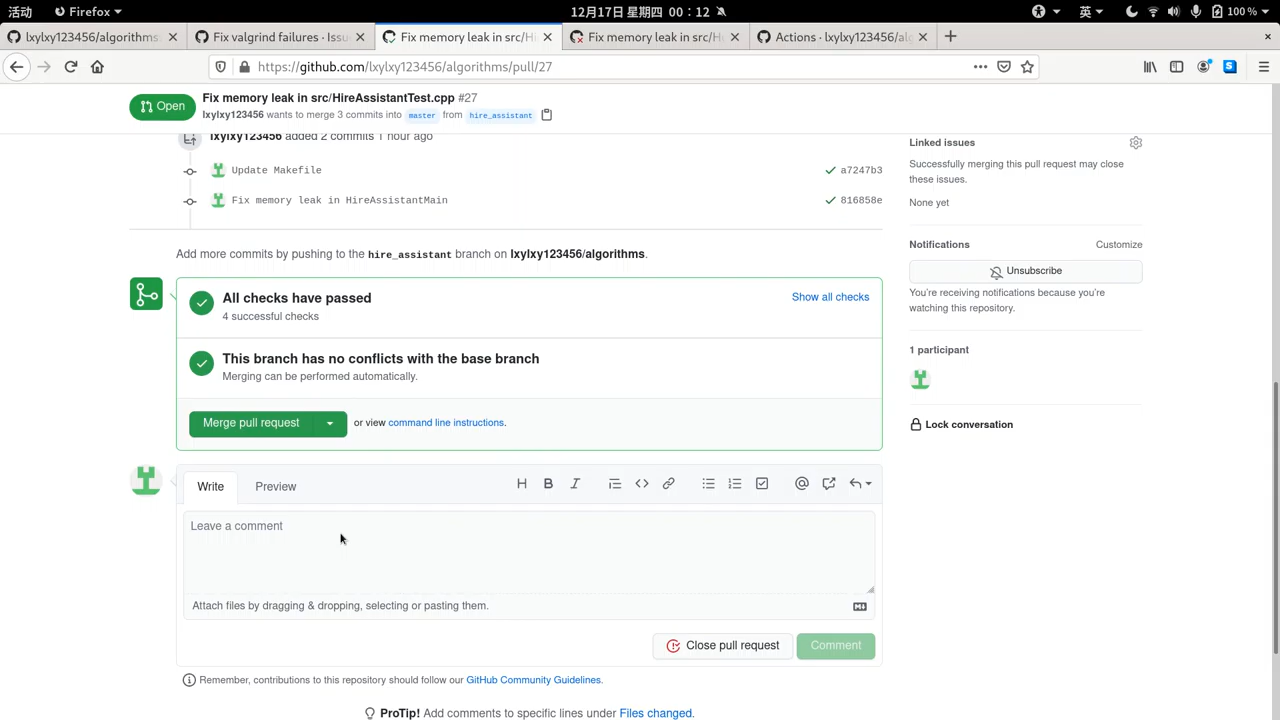 活动
Firefox
12月17日 星期四 00：12
英
100 %
lxylxy123456/algorithms
Fix valgrind failures · Issu
Fix memory leak in src/Hi
Fix memory leak in src/H
Actions · lxylxy123456/alg
https://github.com/lxylxy123456/algorithms/pull/27
Open
Fix memory leak in src/HireAssistantTest.cpp #27
lxylxy123456 wants to merge 3 commits into master from hire_assistant
lxylxy123456 added 2 commits 1 hour ago
Update Makefile
a7247b3
Fix memory leak in HireAssistantMain
816858e
Add more commits by pushing to the hire_assistant branch on lxylxy123456/algorithms.
All checks have passed
4 successful checks
Show all checks
This branch has no conflicts with the base branch
Merging can be performed automatically.
Merge pull request
or view command line instructions.
Write
Preview
Leave a comment
Attach files by dragging & dropping, selecting or pasting them.
Close pull request
Comment
Remember, contributions to this repository should follow our GitHub Community Guidelines.
ProTip! Add comments to specific lines under Files changed.
Linked issues
Successfully merging this pull request may close
these issues.
None yet
Notifications
Customize
Unsubscribe
You're receiving notifications because you're
watching this repository.
1 participant
Lock conversation